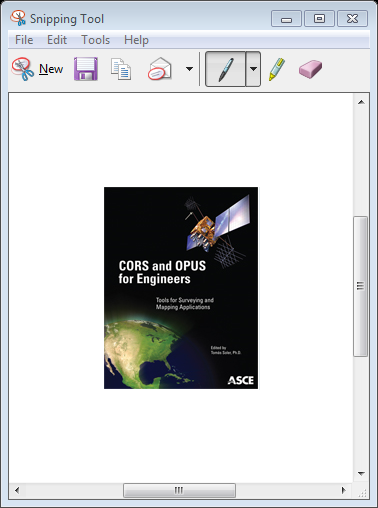 Snipping Tool
File Edit Tools Help
New
CORS and OPUS
for Engineers
Tools for Surveying and
Mapping Applications
Edited by
Tomás Soler, Ph.D.
ASCE